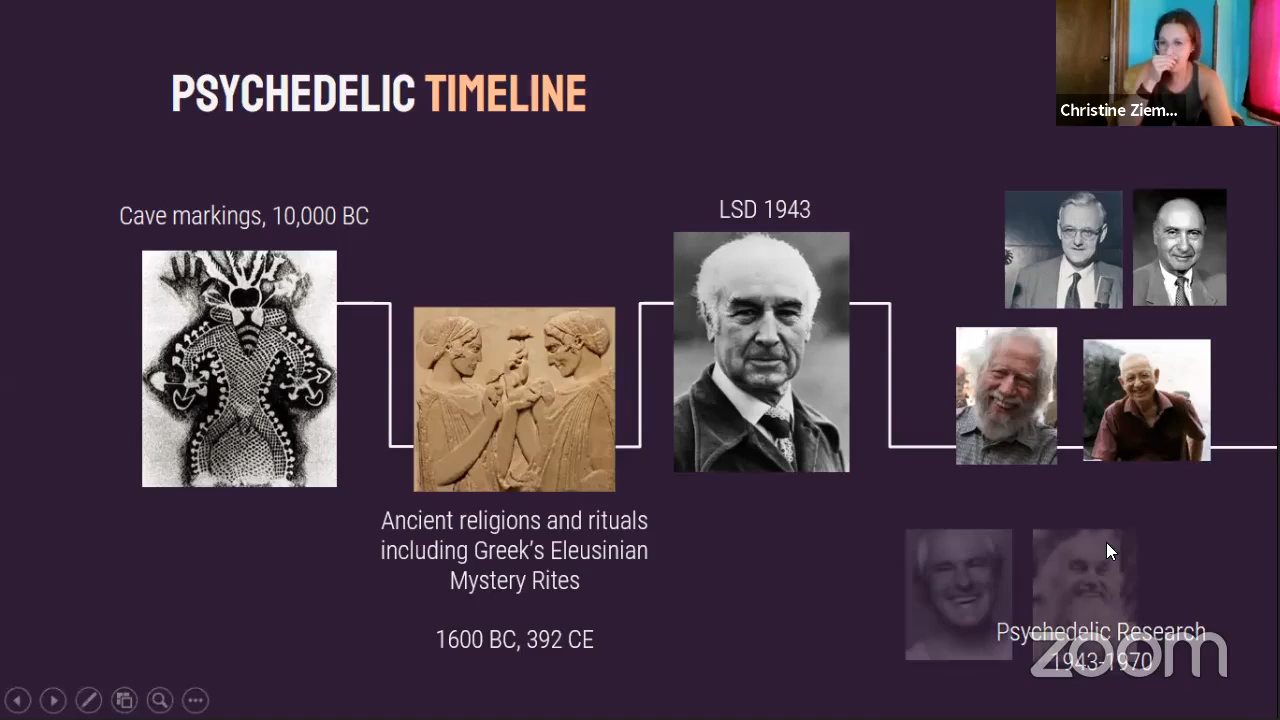 PSYCHEDELIC TIMELINE
Christine Ziem...
Cave markings, 10,000 BC
LSD 1943
Ancient religions and rituals
including Greek's Eleusinian
Mystery Rites
1600 BC, 392 CE
Psychedelic Research
1943-1970
zoom